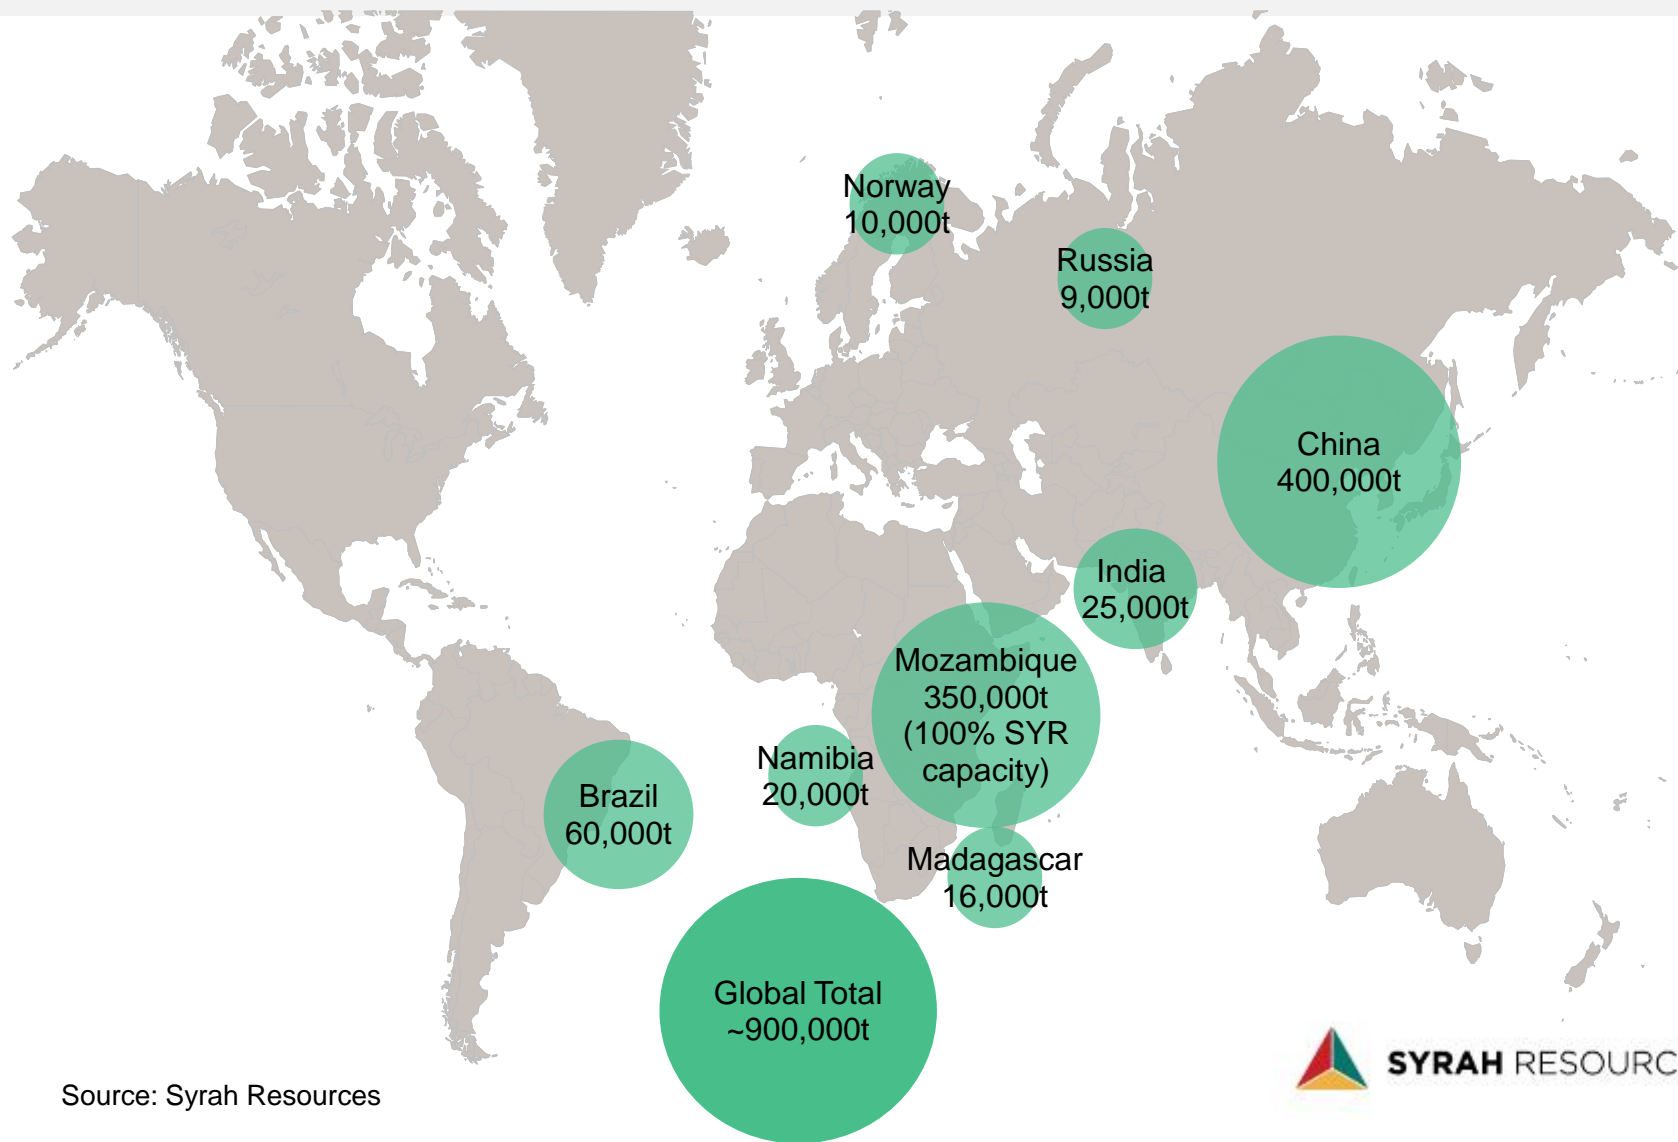 Norway
10,000t
Russia
9,000t
China
400,000t
India
25,000t
Mozambique
350,000t
(100% SYR
capacity)
Namibia
20,000t
Brazil
60,000t
Madagascar
16,000t
Global Total
~900,000t
SYRAH RESOURC
Source: Syrah Resources